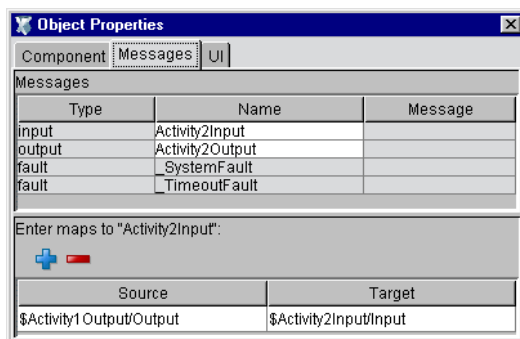 Object Properties
Component Messages UI
Messages
Type Name Message
input Activity2Input
output Activity2Output
fault _SystemFault
fault _TimeoutFault
Enter maps to "Activity2Input":
Source Target
$Activity1Output/Output $Activity2Input/Input